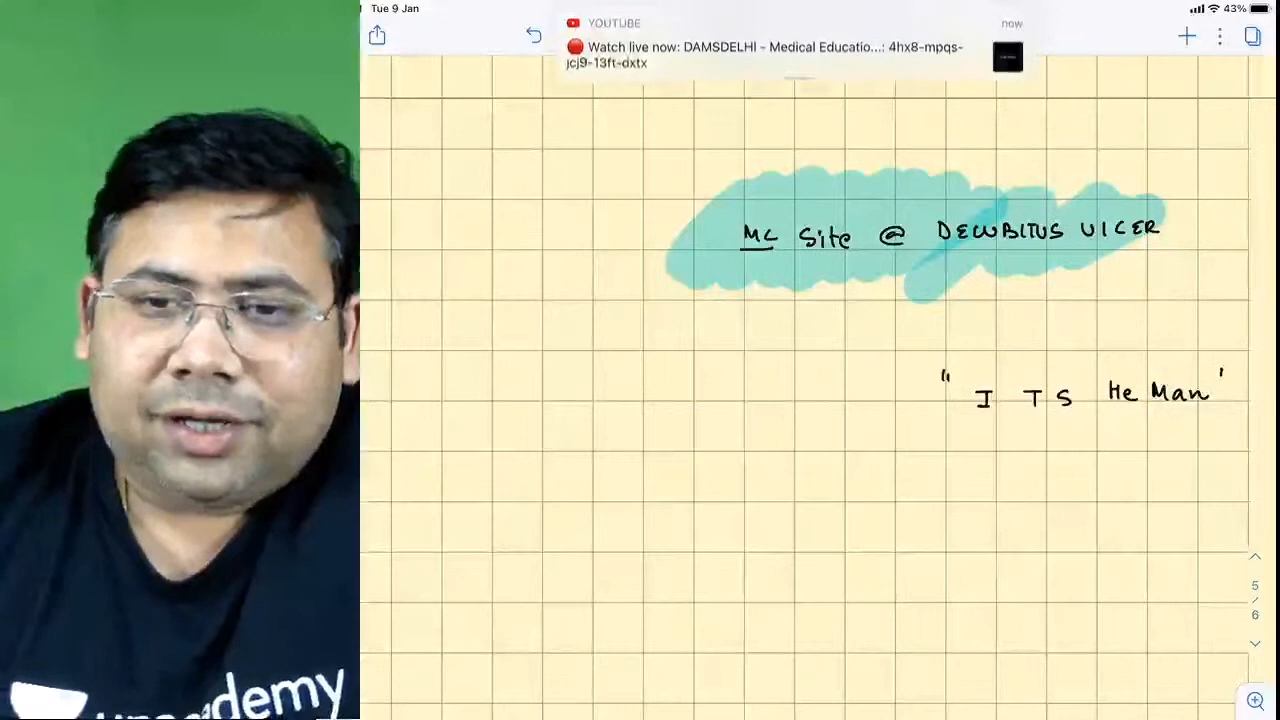 Tue 9 Jan
43%
YOUTUBE
now
Watch live now: DAMSDELHI - Medical Educatio...: 4hx8-mpqs-
jcj9-13ft-dxtx
MC Site @ DECUBITUS ULCER
" I T S He Man '
5
/
6
unacademy